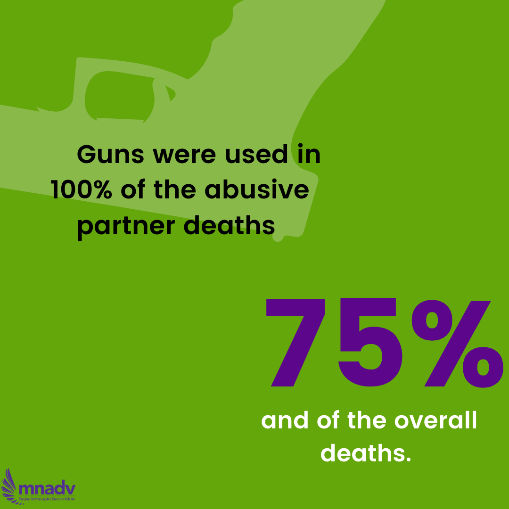 Guns were used in
100% of the abusive
partner deaths
75%
and of the overall
deaths.
mnadv